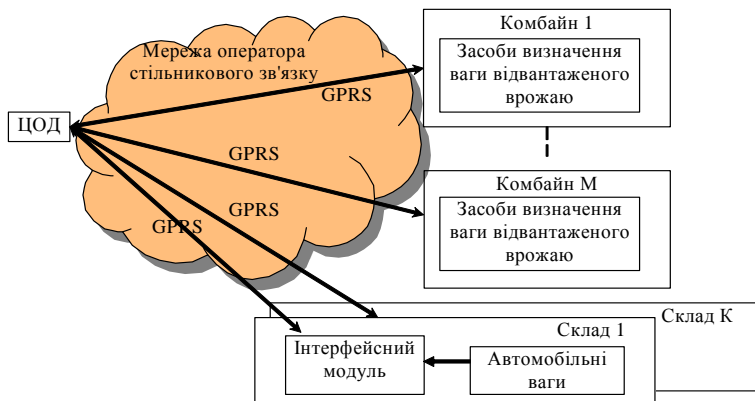 Комбайн 1
Засоби визначення
ваги відвантаженого
врожаю
Мережа оператора
стільникового зв'язку
GPRS
ЦОД
GPRS
GPRS
GPRS
Комбайн М
Засоби визначення
ваги відвантаженого
врожаю
Склад К
Склад 1
Інтерфейсний
модуль
Автомобільні
ваги